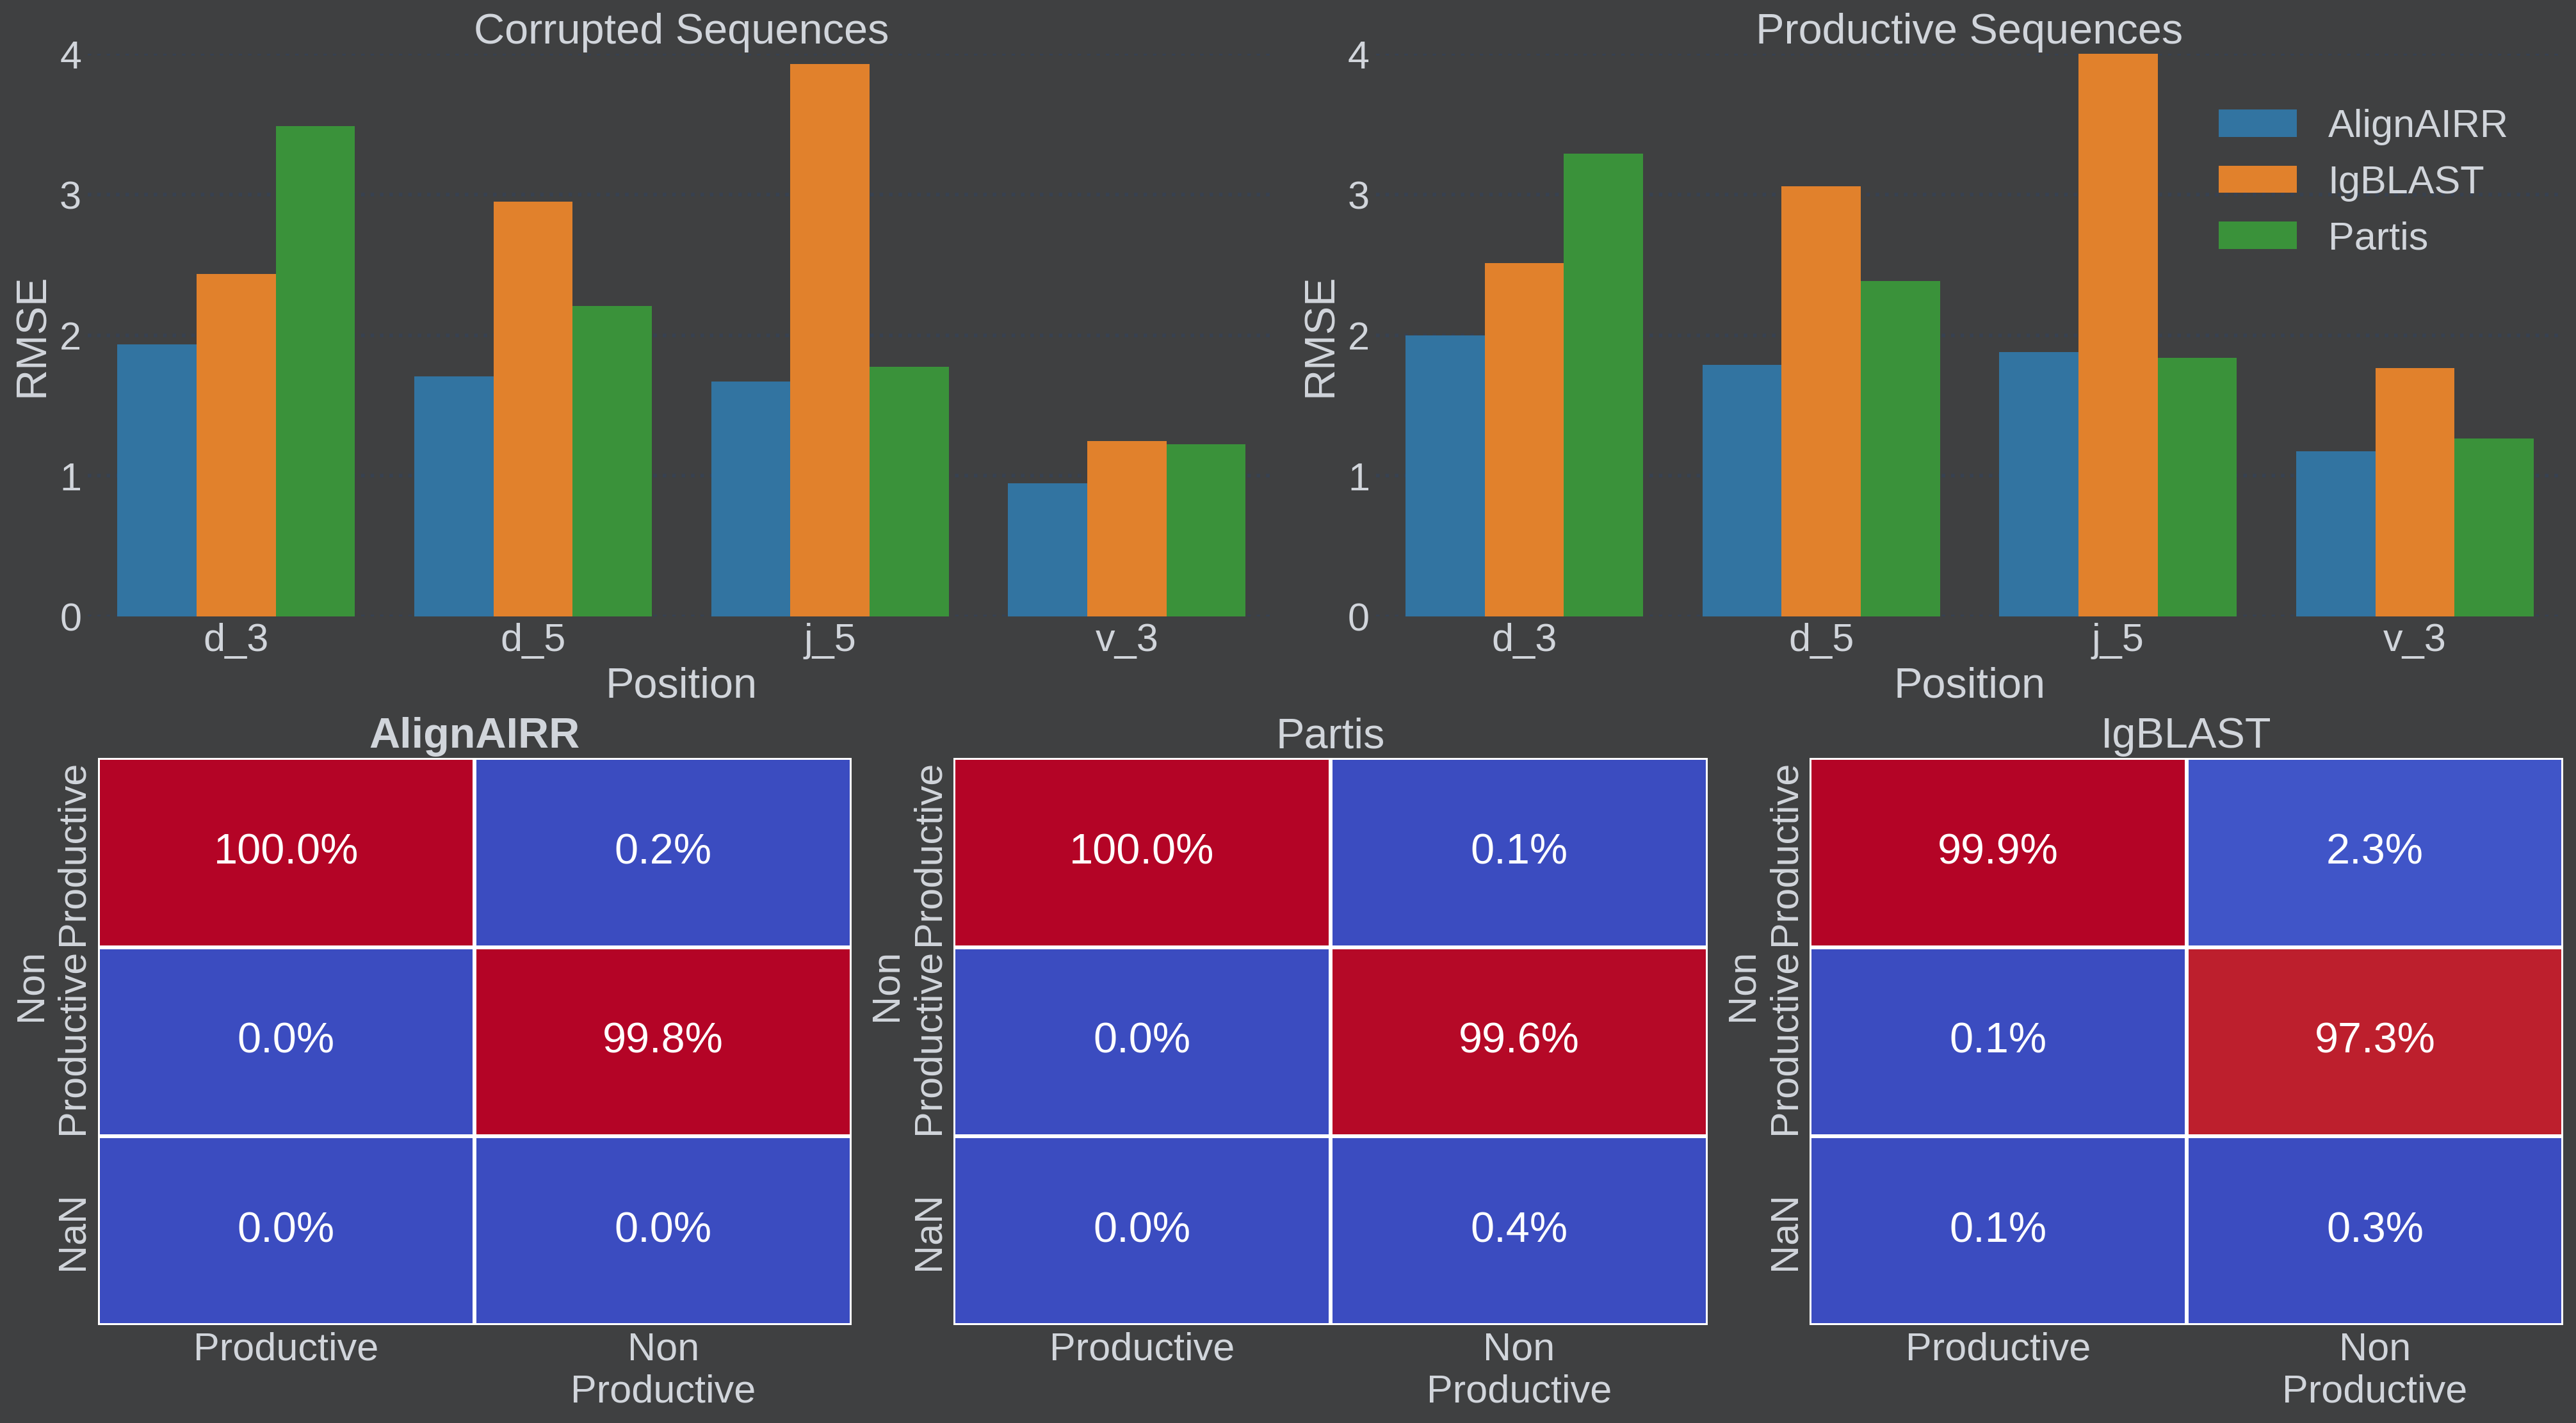 Corrupted Sequences
4
3
2
1
0
RMSE
d_3
d_5
j_5
v_3
Position
Productive Sequences
4
3
2
1
0
RMSE
AlignAIRR
IgBLAST
Partis
d_3
d_5
j_5
v_3
Position
AlignAIRR
Productive
Non
Productive
NaN
100.0%
0.2%
0.0%
99.8%
0.0%
0.0%
Productive
Non
Productive
Partis
Productive
Non
Productive
NaN
100.0%
0.1%
0.0%
99.6%
0.0%
0.4%
Productive
Non
Productive
IgBLAST
Productive
Non
Productive
NaN
99.9%
2.3%
0.1%
97.3%
0.1%
0.3%
Productive
Non
Productive